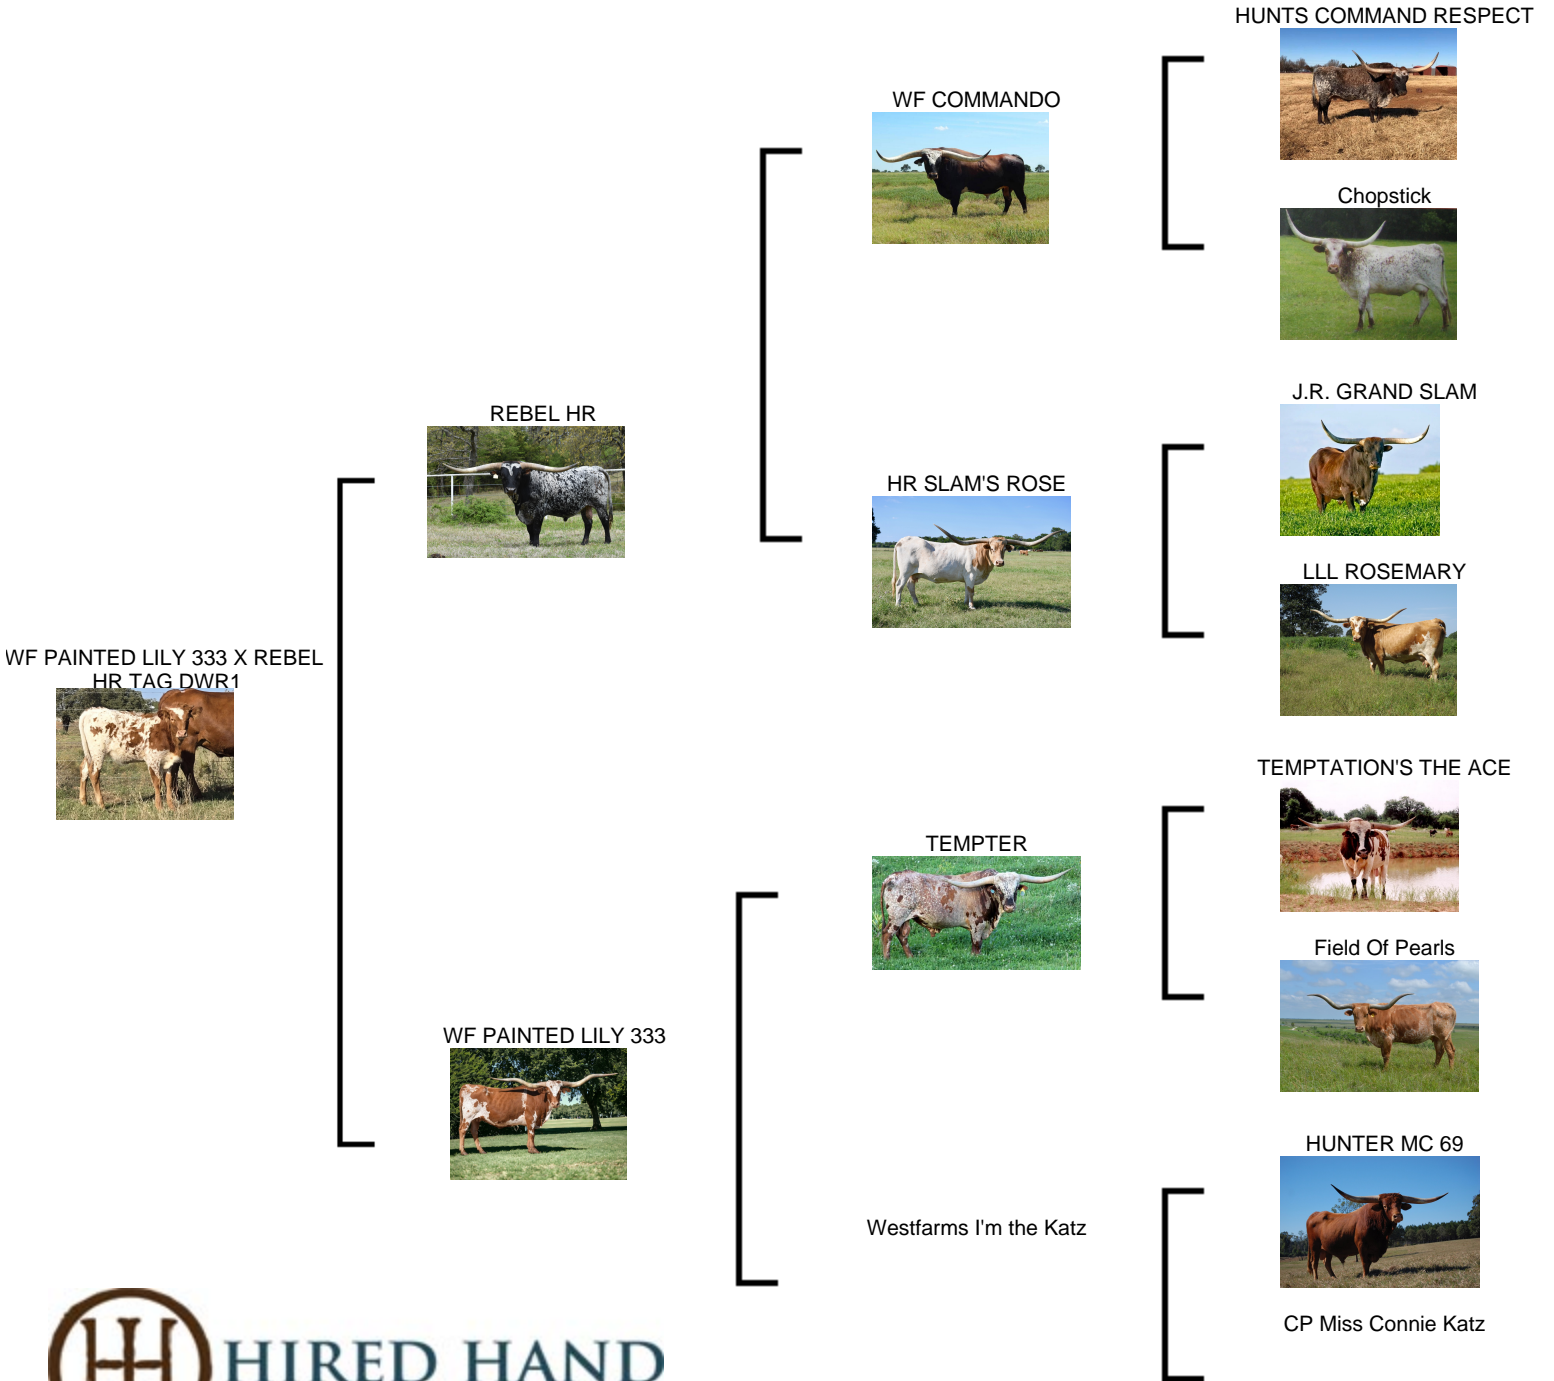 HUNTS COMMAND RESPECT
WF COMMANDO
Chopstick
J.R. GRAND SLAM
REBEL HR
HR SLAM'S ROSE
LLL ROSEMARY
WF PAINTED LILY 333 X REBEL
HR TAG DWR1
TEMPTATION'S THE ACE
TEMPTER
Field Of Pearls
WF PAINTED LILY 333
HUNTER MC 69
Westfarms I'm the Katz
CP Miss Connie Katz
HIRED HAND